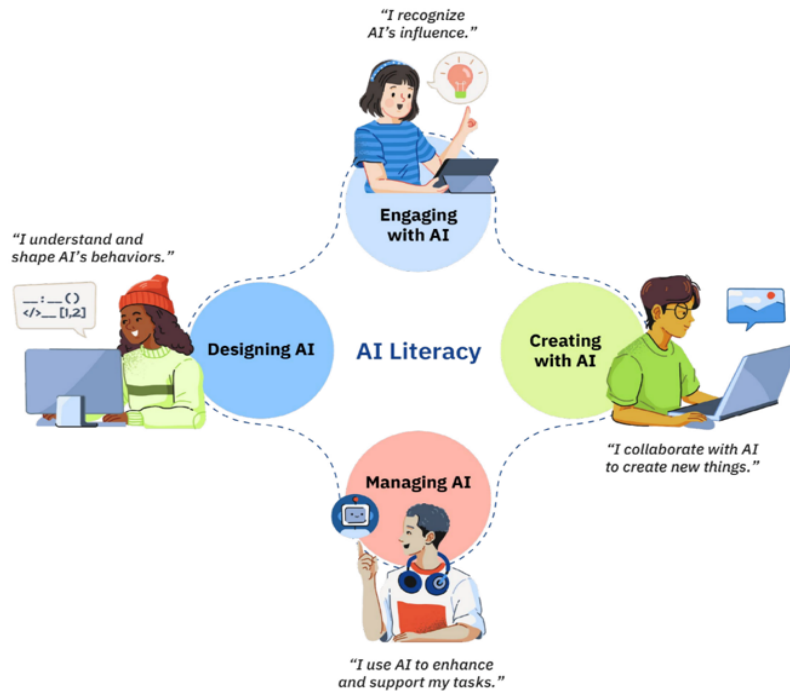 “I recognize
AI’s influence.”
Engaging
with AI
“I understand and
shape AI’s behaviors.”
__:__()
</>__[1,2]
Designing AI
AI Literacy
Creating
with AI
“I collaborate with AI
to create new things.”
Managing AI
“I use AI to enhance
and support my tasks.”